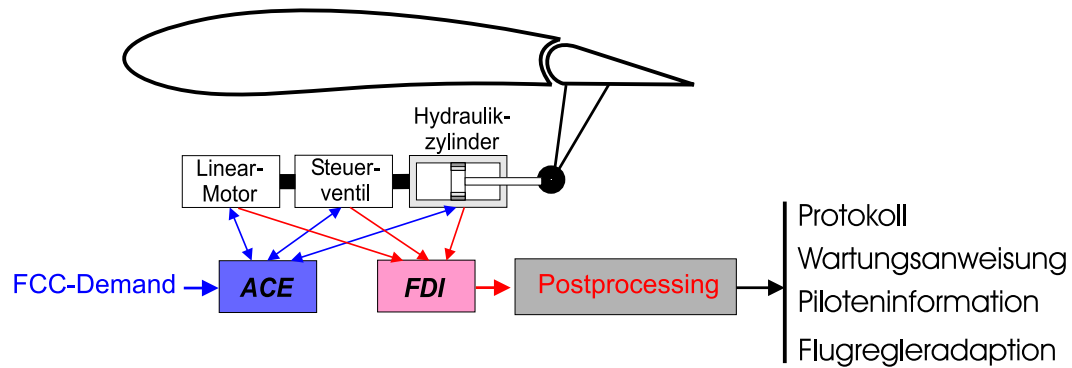 Hydraulik-
zylinder
Linear-
Motor
Steuer-
ventil
FCC-Demand
ACE
FDI
Postprocessing
Protokoll
Wartungsanweisung
Piloteninformation
Flugregleradaption